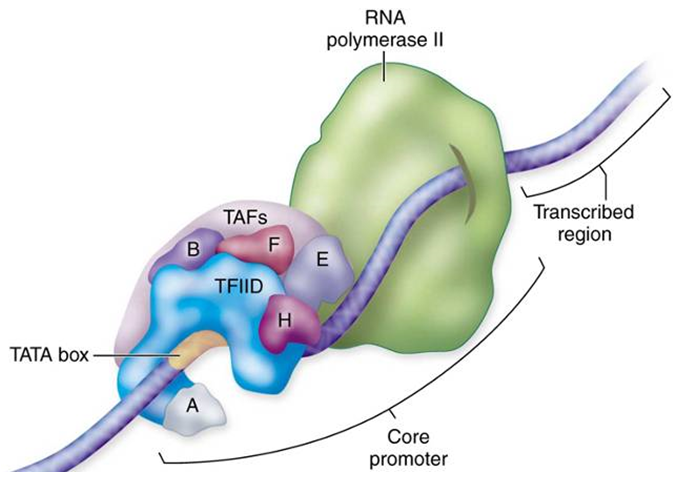 RNA
polymerase II
TAFs
B
F
E
TFIID
H
TATA box
A
Transcribed
region
Core
promoter